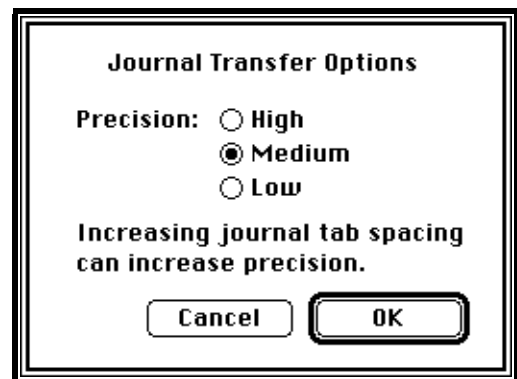 Journal Transfer Options
Precision: High
Medium
Low
Increasing journal tab spacing
can increase precision.
Cancel OK